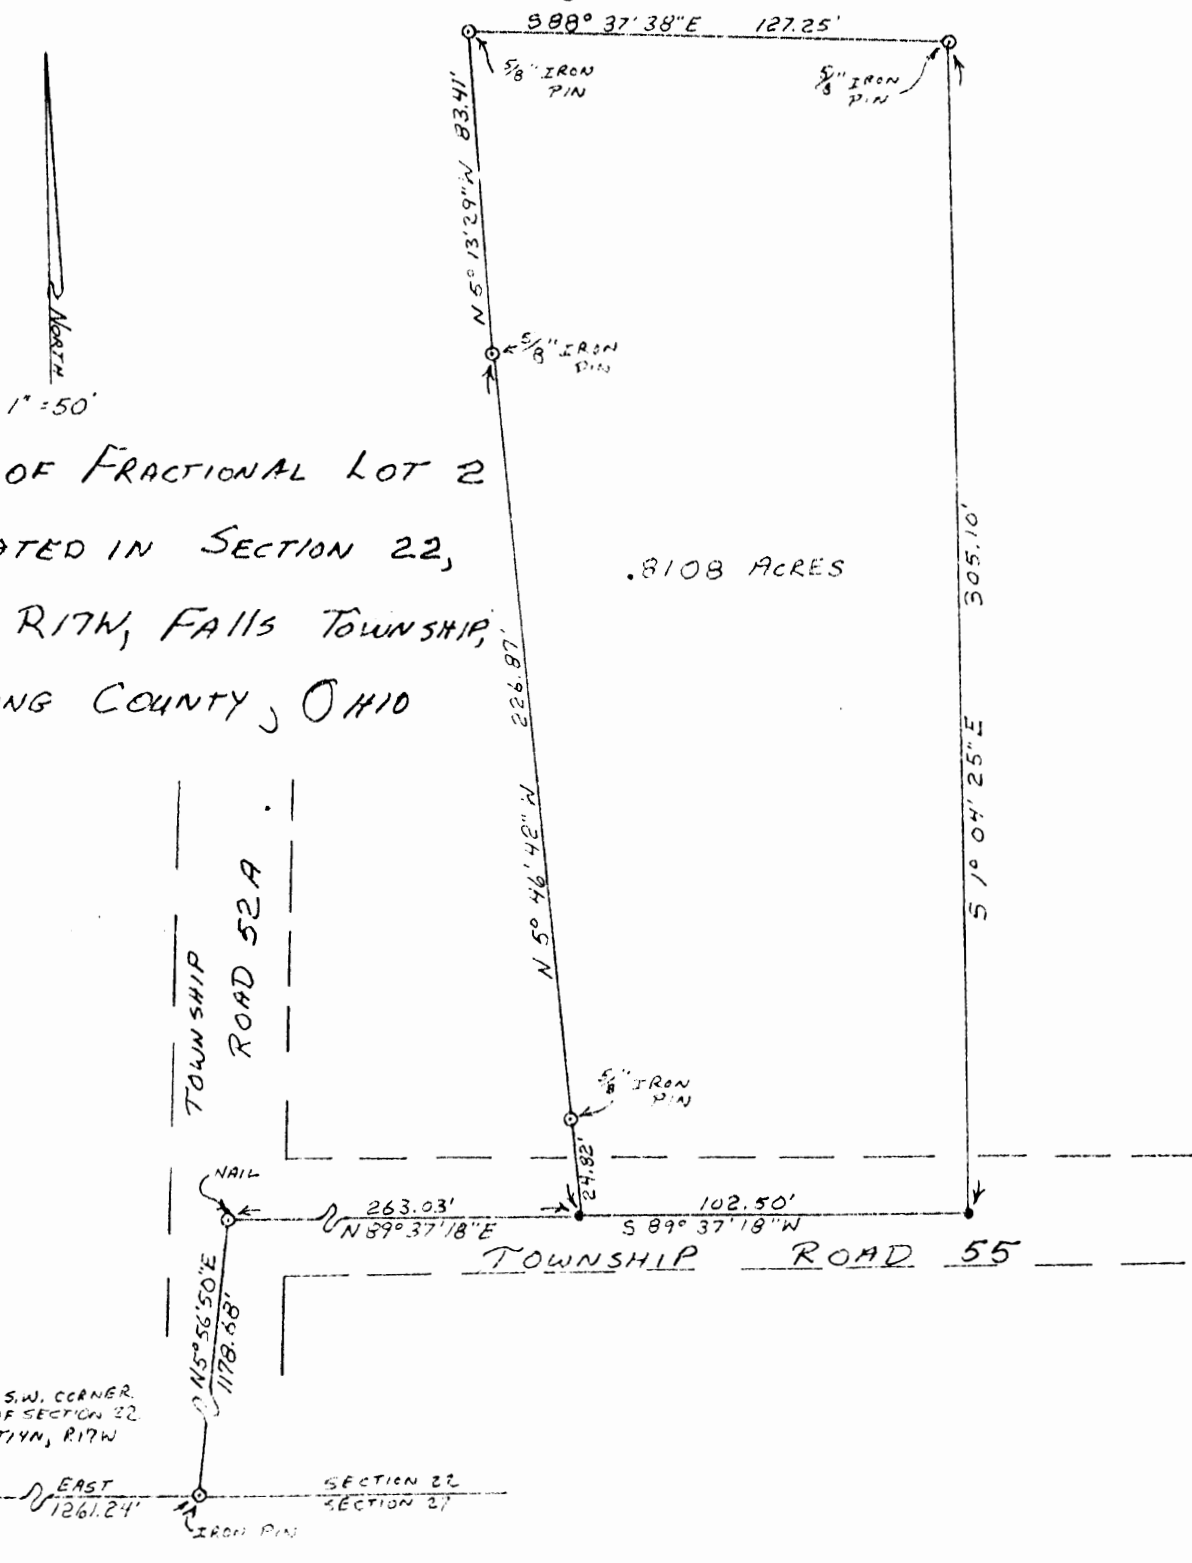 S 88° 37' 38" E 127.25'
5/8" IRON
PIN
5/8" IRON
PIN
N 5° 13' 29" W 83.41'
NORTH
1" = 50'
5/8" IRON
PIN
OF FRACTIONAL LOT 2
ATED IN SECTION 22,
R17W, FALLS TOWNSHIP,
NG COUNTY, OHIO
.8108 ACRES
S 1° 04' 25" E 305.10'
N 5° 46' 42" W 226.87'
TOWNSHIP
ROAD 52A
5/8" IRON
PIN
24.82'
NAIL
263.03'
N 89° 37' 18" E
102.50'
S 89° 37' 18" W
TOWNSHIP ROAD 55
N 5° 56' 50" E
1178.68'
S.W. CORNER
OF SECTION 22
T14N, R17W
EAST
1261.24'
SECTION 22
SECTION 27
IRON PIN